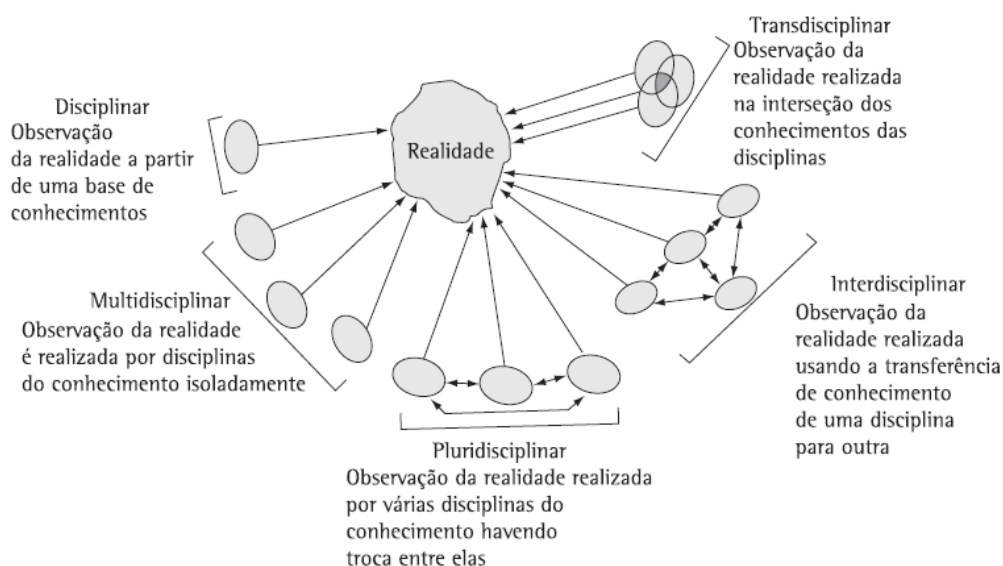 Transdisciplinar
Observação da
realidade realizada
na interseção dos
conhecimentos das
disciplinas
Disciplinar
Observação
da realidade a partir
de uma base de
conhecimentos
Realidade
Multidisciplinar
Observação da realidade
é realizada por disciplinas
do conhecimento isoladamente
Interdisciplinar
Observação da
realidade realizada
usando a transferência
de conhecimento
de uma disciplina
para outra
Pluridisciplinar
Observação da realidade realizada
por várias disciplinas do
conhecimento havendo
troca entre elas